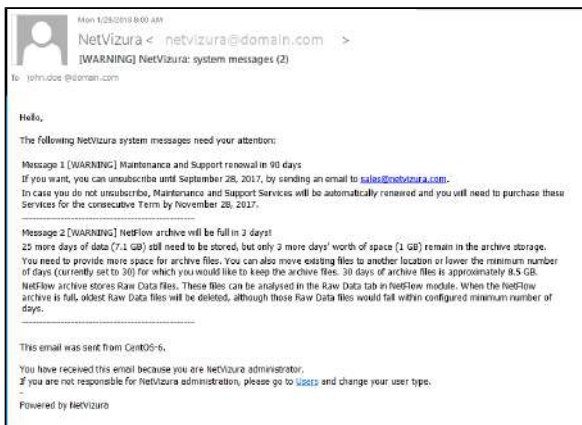 Mon 1/25/2016 8:00 AM
NetVizura < netvizura@domain.com >
[WARNING] NetVizura: system messages (2)
To john.doe @domain.com
Hello,
The following NetVizura system messages need your attention:
Message 1 [WARNING] Maintenance and Support renewal in 90 days
If you want, you can unsubscribe until September 28, 2017, by sending an email to sales@netvizura.com.
In case you do not unsubscribe, Maintenance and Support Services will be automatically renewed and you will need to purchase these
Services for the consecutive Term by November 28, 2017.
------------------------------------------------
Message 2 [WARNING] NetFlow archive will be full in 3 days!
25 more days of data (7.1 GB) still need to be stored, but only 3 more days' worth of space (1 GB) remain in the archive storage.
You need to provide more space for archive files. You can also move existing files to another location or lower the minimum number
of days (currently set to 30) for which you would like to keep the archive files. 30 days of archive files is approximately 8.5 GB.
NetFlow archive stores Raw Data files. These files can be analysed in the Raw Data tab in NetFlow module. When the NetFlow
archive is full, oldest Raw Data files will be deleted, although those Raw Data files would fall within configured minimum number of
days.
------------------------------------------------
This email was sent from CentOS-6.
You have received this email because you are NetVizura administrator.
If you are not responsible for NetVizura administration, please go to Users and change your user type.
-
Powered by NetVizura